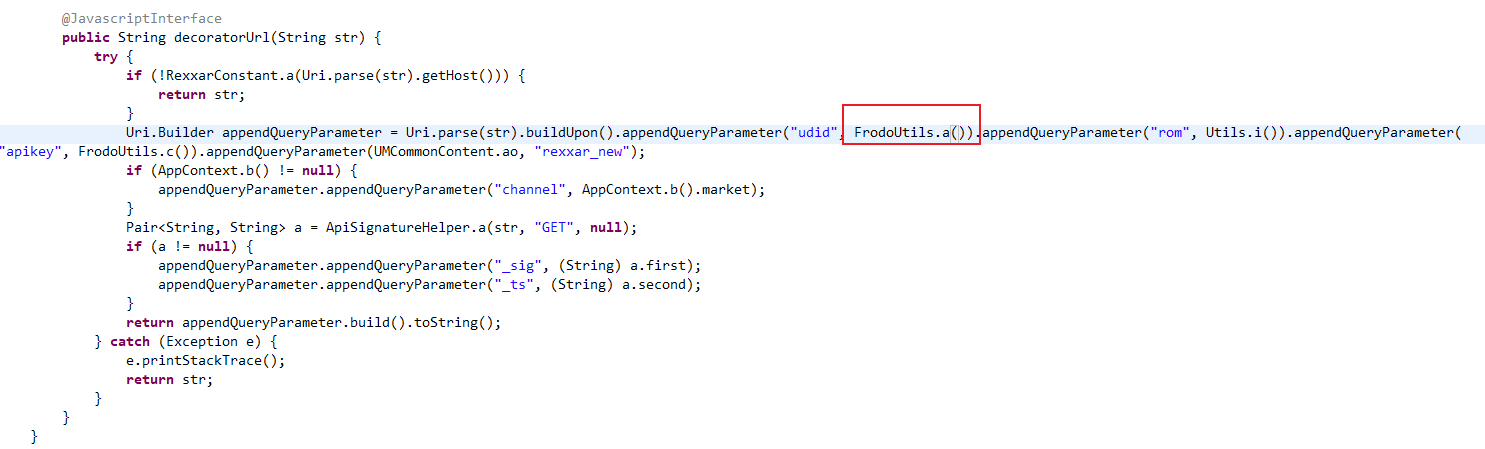 @JavascriptInterface
public String decoratorUrl(String str) {
try {
if (!RexxarConstant.a(Uri.parse(str).getHost())) {
return str;
}
Uri.Builder appendQueryParameter = Uri.parse(str).buildUpon().appendQueryParameter("udid", FrodoUtils.a()).appendQueryParameter("rom", Utils.i()).appendQueryParameter(
"apikey", FrodoUtils.c()).appendQueryParameter(UMCommonContent.ao, "rexxar_new");
if (AppContext.b() != null) {
appendQueryParameter.appendQueryParameter("channel", AppContext.b().market);
}
Pair<String, String> a = ApiSignatureHelper.a(str, "GET", null);
if (a != null) {
appendQueryParameter.appendQueryParameter("_sig", (String) a.first);
appendQueryParameter.appendQueryParameter("_ts", (String) a.second);
}
return appendQueryParameter.build().toString();
} catch (Exception e) {
e.printStackTrace();
return str;
}
}
}